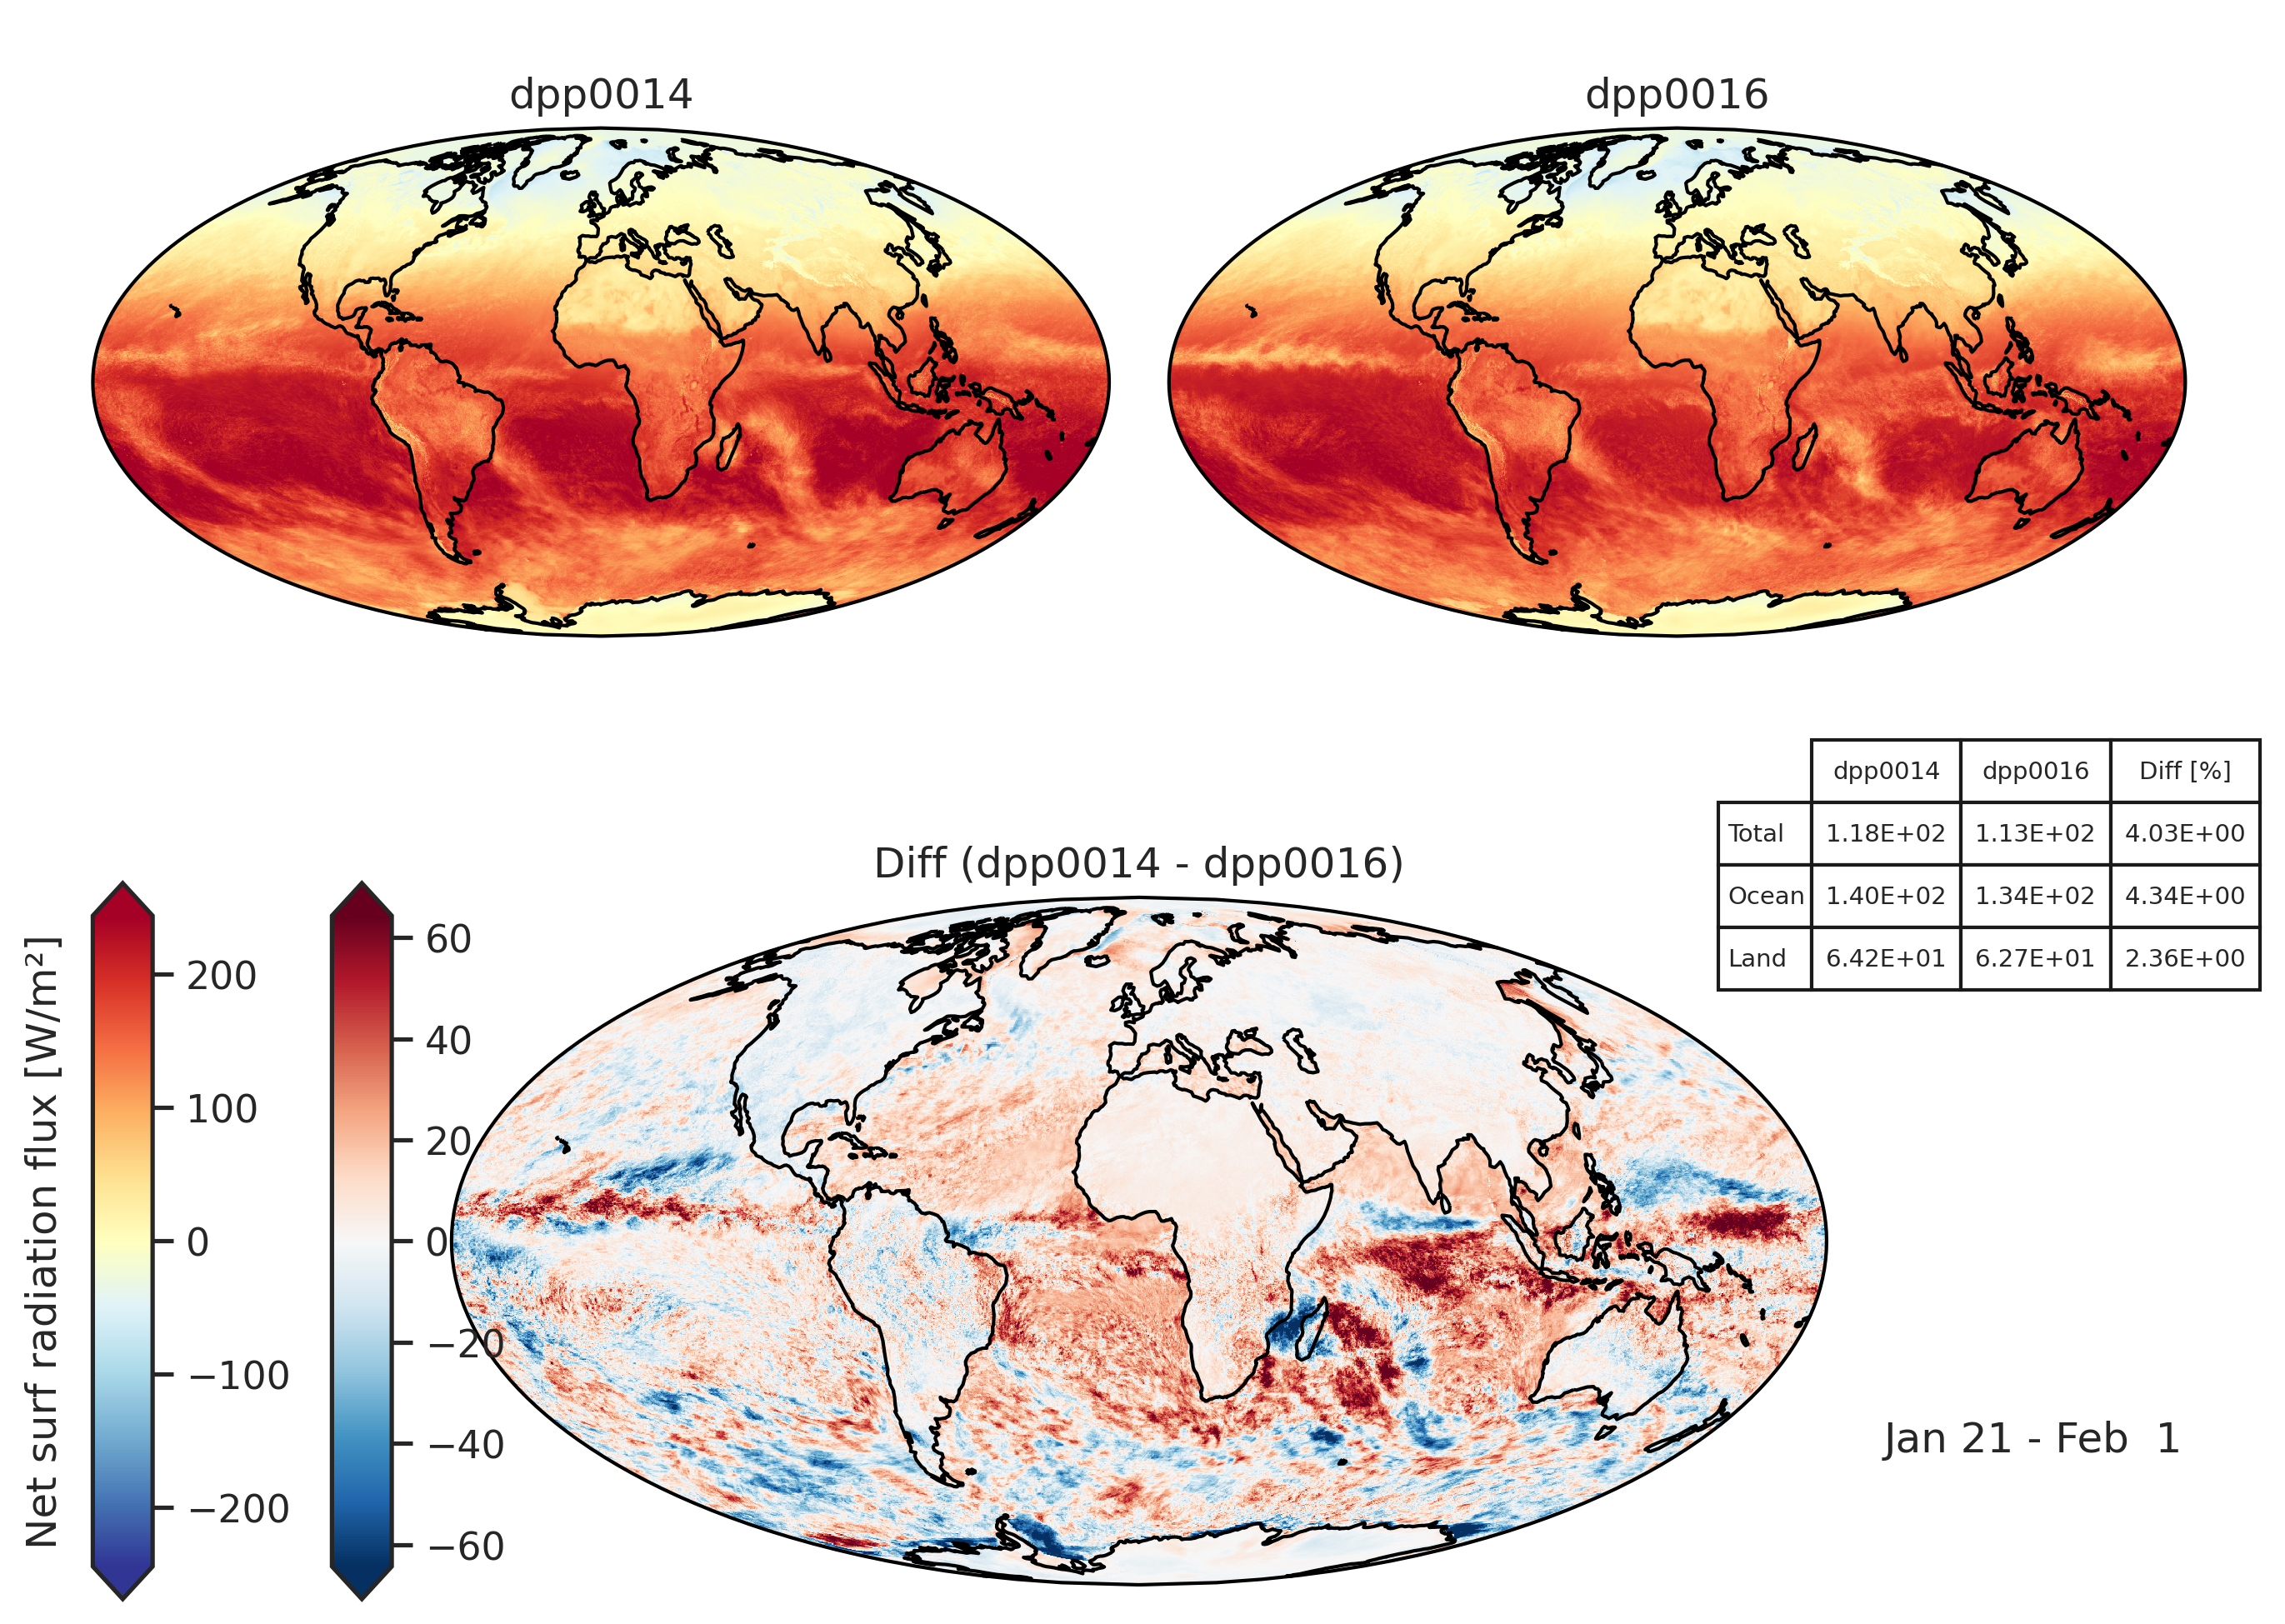 dpp0014
dpp0016
dpp0014 dpp0016 Diff [%]
Total 1.18E+02 1.13E+02 4.03E+00
Ocean 1.40E+02 1.34E+02 4.34E+00
Land 6.42E+01 6.27E+01 2.36E+00
Diff (dpp0014 - dpp0016)
Net surf radiation flux [W/m²]
200
100
0
−100
−200
60
40
20
0
−20
−40
−60
Jan 21 - Feb  1